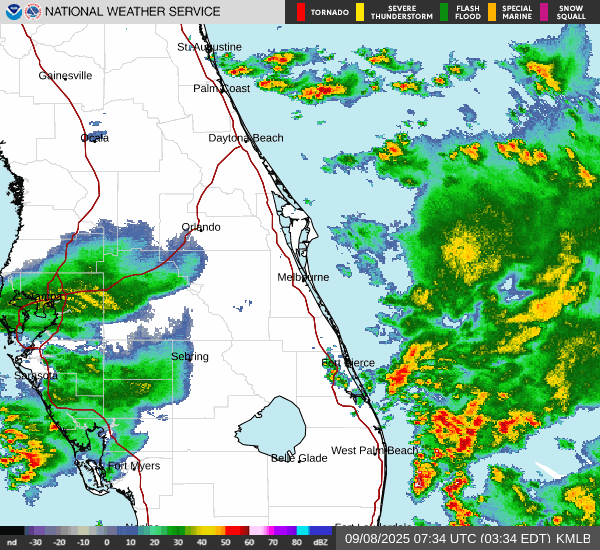 NATIONAL WEATHER SERVICE
TORNADO
SEVERE THUNDERSTORM
FLASH FLOOD
SPECIAL MARINE
SNOW SQUALL
St. Augustine
Gainesville
Palm Coast
Ocala
Daytona Beach
Orlando
Melbourne
Tampa
Sebring
Fort Pierce
Sarasota
West Palm Beach
Belle Glade
Fort Myers
nd -30 -20 -10 0 10 20 30 40 50 60 70 80 dBZ
09/08/2025 07:34 UTC (03:34 EDT) KMLB